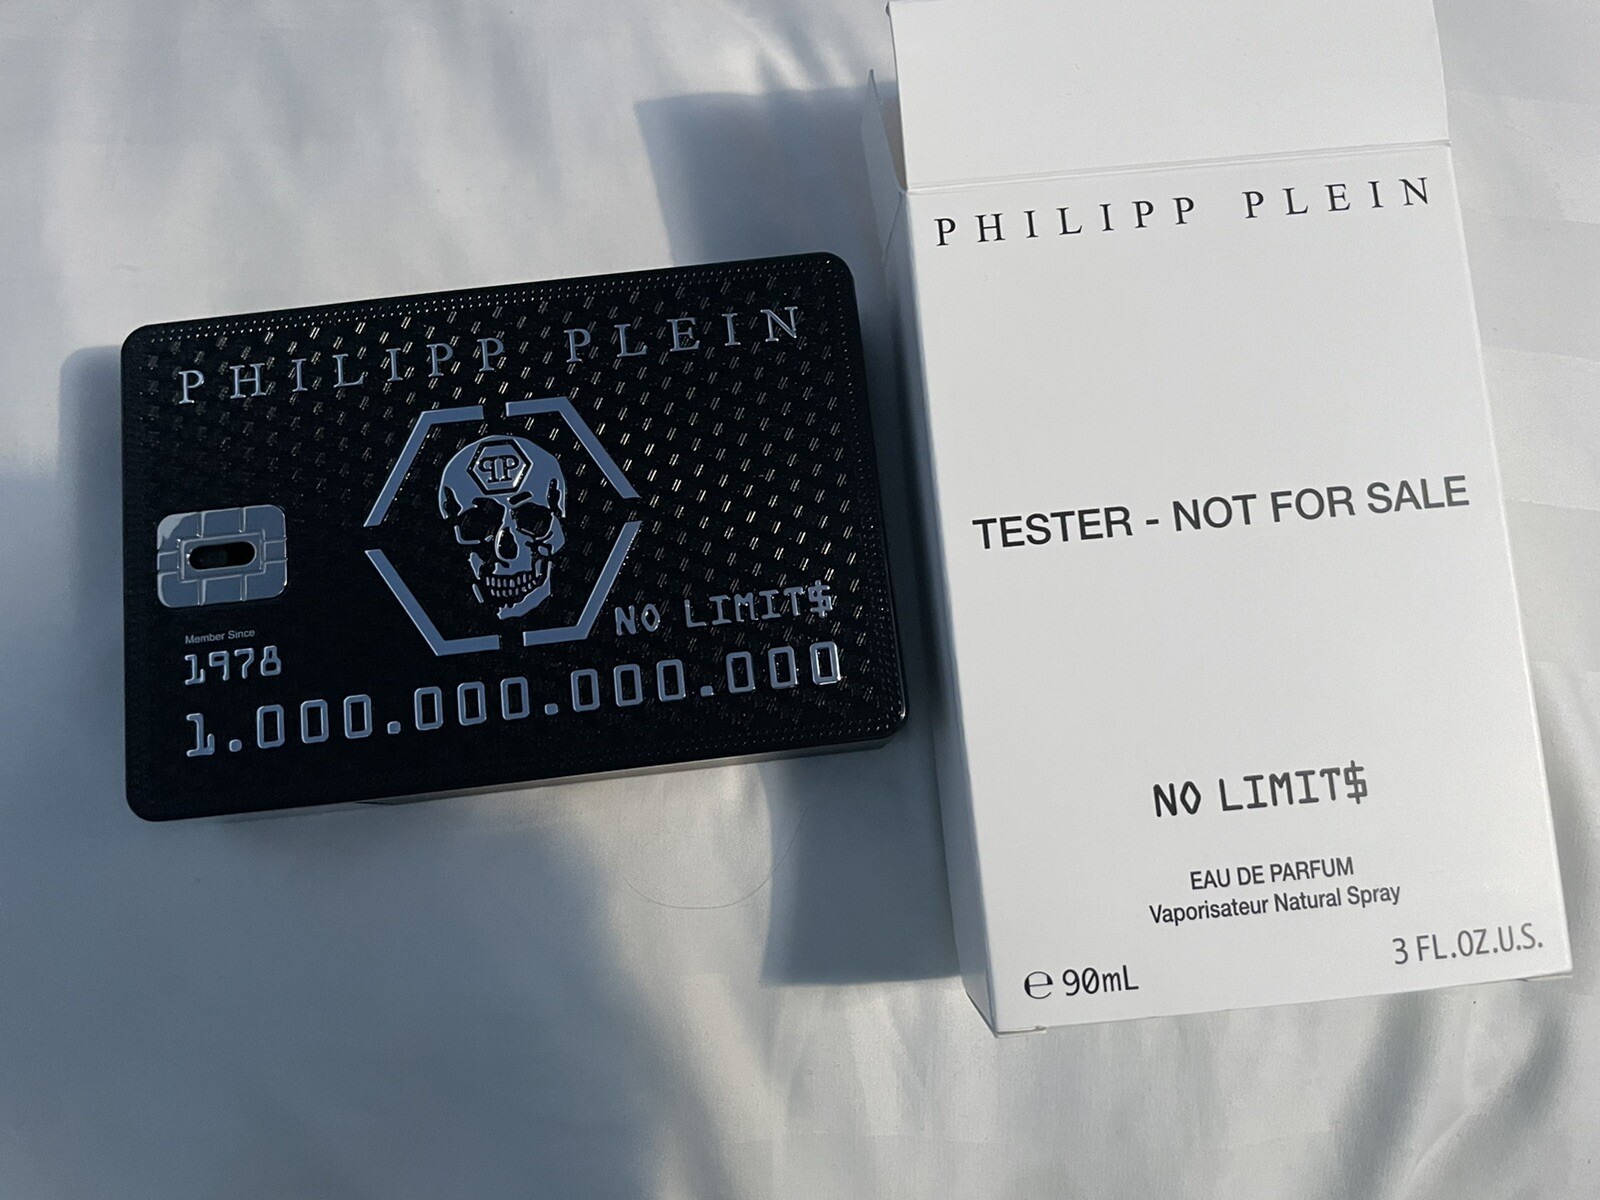 PHILIPP PLEIN
PP
NO LIMIT$
Member Since
1978
1.000.000.000.000
PHILIPP PLEIN
TESTER - NOT FOR SALE
NO LIMIT$
EAU DE PARFUM
Vaporisateur Natural Spray
℮ 90mL
3 FL.OZ.U.S.